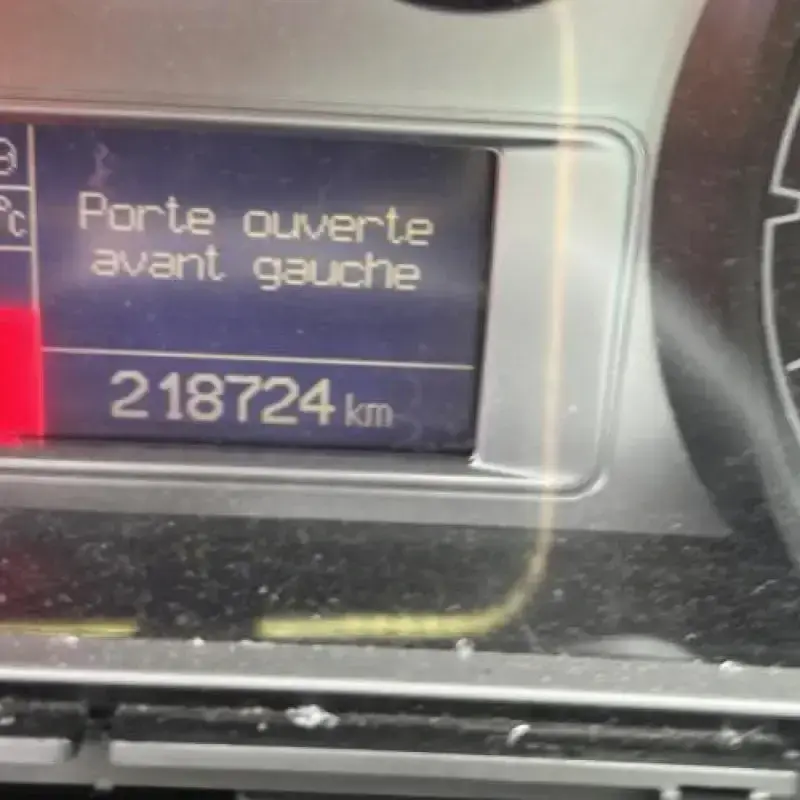 °c
Porte ouverte
avant gauche
218724 km